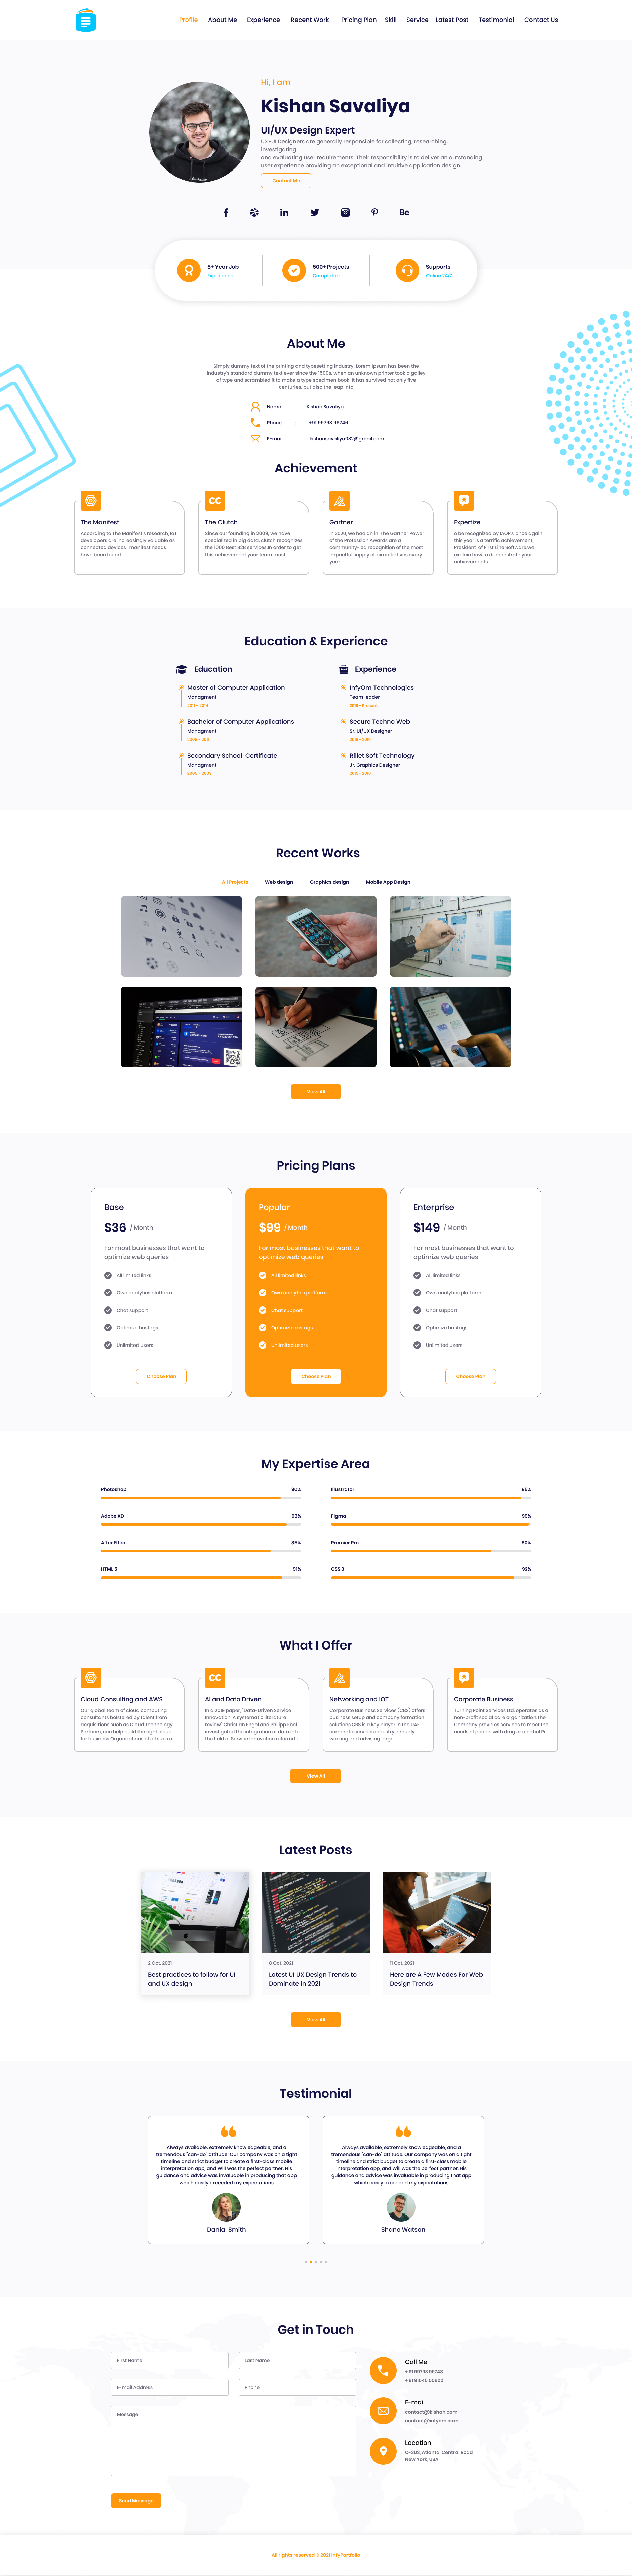 Profile About Me Experience Recent Work Pricing Plan Skill Service Latest Post Testimonial Contact Us
Hi, I am
Kishan Savaliya
UI/UX Design Expert
UX-UI Designers are generally responsible for collecting, researching,
investigating
and evaluating user requirements. Their responsibility is to deliver an outstanding
user experience providing an exceptional and intuitive application design.
Contact Me
8+ Year Job
Experience
500+ Projects
Completed
Supports
Online 24/7
About Me
Simply dummy text of the printing and typesetting industry. Lorem Ipsum has been the
industry's standard dummy text ever since the 1500s, when an unknown printer took a galley
of type and scrambled it to make a type specimen book. It has survived not only five
centuries, but also the leap into
Name : Kishan Savaliya
Phone : +91 99793 99746
E-mail : kishansavaliya032@gmail.com
Achievement
The Manifest
According to The Manifest's research, IoT
developers are increasingly valuable as
connected devices manifest needs
have been found
CC
The Clutch
Since our founding in 2009, we have
specialized in big data, clutch recognizes
the 1000 Best B2B services.in order to get
this achievement your team must
Gartner
In 2020, we had an in The Gartner Power
of the Profession Awards are a
community-led recognition of the most
impactful supply chain initiatives every
year
Expertize
o be recognized by IAOP® once again
this year is a terrific achievement,
President of First Line Software.we
explain how to demonstrate your
achievements
Education & Experience
Education
Master of Computer Application
Managment
2011 - 2014
Bachelor of Computer Applications
Managment
Secondary School Certificate
Managment
Experience
InfyOm Technologies
Team leader
2019 - Present
Secure Techno Web
Sr. UI/UX Designer
Rillet Soft Technology
Jr. Graphics Designer
Recent Works
All Projects Web design Graphics design Mobile App Design
View All
Pricing Plans
Base
$36 / Month
For most businesses that want to
optimize web queries
All limited links
Own analytics platform
Chat support
Optimize hastags
Unlimited users
Choose Plan
Popular
$99 / Month
For most businesses that want to
optimize web queries
All limited links
Own analytics platform
Chat support
Optimize hastags
Unlimited users
Choose Plan
Enterprise
$149 / Month
For most businesses that want to
optimize web queries
All limited links
Own analytics platform
Chat support
Optimize hastags
Unlimited users
Choose Plan
My Expertise Area
Photoshop 90%
Illustrator 95%
Adobe XD 93%
Figma 99%
After Effect 85%
Premier Pro 80%
HTML 5 91%
CSS 3 92%
What I Offer
Cloud Consulting and AWS
Our global team of cloud computing
consultants bolstered by talent from
acquisitions such as Cloud Technology
Partners, can help build the right cloud
for business Organizations of all sizes a...
CC
AI and Data Driven
In a 2019 paper, "Data-Driven Service
Innovation: A systematic literature
review" Christian Engel and Philipp Ebel
investigated the integration of data into
the field of Service Innovation referred t...
Networking and IOT
Corporate Business Services (CBS) offers
business setup and company formation
solutions.CBS is a key player in the UAE
corporate services industry, proudly
working and advising large
Corporate Business
Turning Point Services Ltd. operates as a
non-profit social care organisation.The
Company provides services to meet the
needs of people with drug or alcohol Pr...
View All
Latest Posts
2 Oct, 2021
Best practices to follow for UI
and UX design
8 Oct, 2021
Latest UI UX Design Trends to
Dominate in 2021
11 Oct, 2021
Here are A Few Modes For Web
Design Trends
View All
Testimonial
Always available, extremely knowledgeable, and a
tremendous "can-do" attitude. Our company was on a tight
timeline and strict budget to create a first-class mobile
interpretation app, and Will was the perfect partner. His
guidance and advice was invaluable in producing that app
which easily exceeded my expectations
Danial Smith
Always available, extremely knowledgeable, and a
tremendous "can-do" attitude. Our company was on a tight
timeline and strict budget to create a first-class mobile
interpretation app, and Will was the perfect partner. His
guidance and advice was invaluable in producing that app
which easily exceeded my expectations
Shane Watson
Get in Touch
First Name
Last Name
E-mail Address
Phone
Message
Send Message
Call Me
+ 91 99793 99748
+ 91 91045 00600
E-mail
contact@kishan.com
contact@infyom.com
Location
C-303, Atlanta, Central Road
New York, USA
All rights reserved © 2021 InfyPortfolio